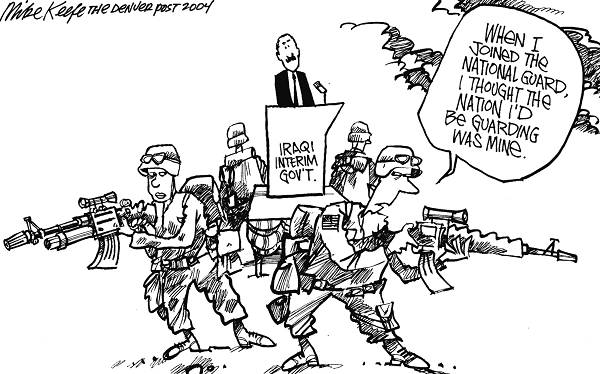 Mike Keefe THE DENVER POST 2004
WHEN I
JOINED THE
NATIONAL GUARD,
I THOUGHT THE
NATION I'D
BE GUARDING
WAS MINE.
IRAQI
INTERIM
GOV'T.